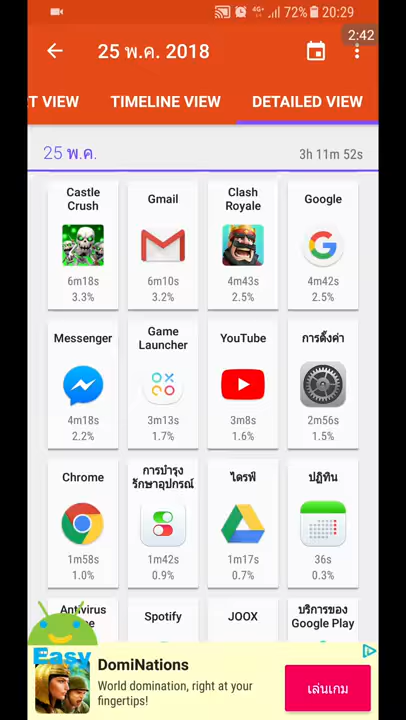 4G+ 72% 20:29
2:42
25 พ.ค. 2018
T VIEW TIMELINE VIEW DETAILED VIEW
25 พ.ค. 3h 11m 52s
Castle Crush
6m18s
3.3%
Gmail
6m10s
3.2%
Clash Royale
4m43s
2.5%
Google
4m42s
2.5%
Messenger
4m18s
2.2%
Game Launcher
3m13s
1.7%
YouTube
3m8s
1.6%
การตั้งค่า
2m56s
1.5%
Chrome
1m58s
1.0%
การบำรุงรักษาอุปกรณ์
1m42s
0.9%
ไดรฟ์
1m17s
0.7%
ปฏิทิน
36s
0.3%
Antivirus
Spotify
JOOX
บริการของ Google Play
Easy
DomiNations
World domination, right at your
fingertips!
เล่นเกม